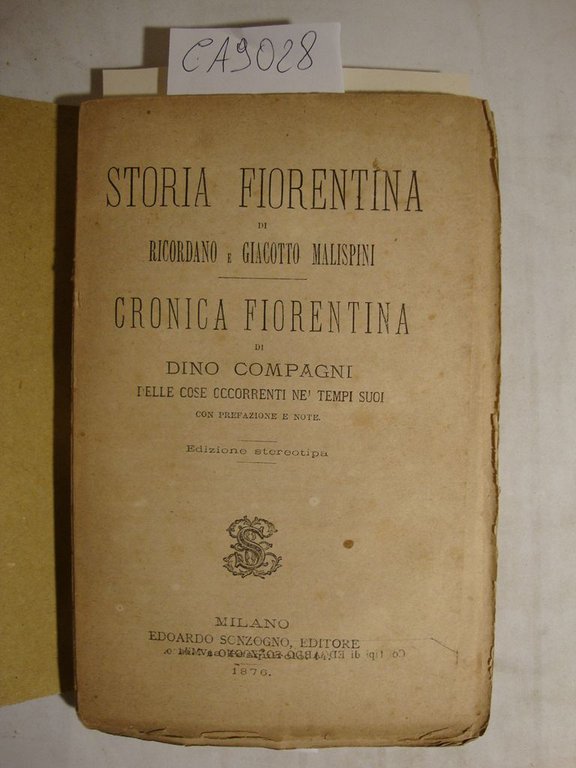 CA9028
STORIA FIORENTINA
DI
RICORDANO E GIACOTTO MALISPINI
CRONICA FIORENTINA
DI
DINO COMPAGNI
DELLE COSE OCCORRENTI NE' TEMPI SUOI
CON PREFAZIONE E NOTE.
Edizione stereotipa
MILANO
EDOARDO SONZOGNO, EDITORE
1876.